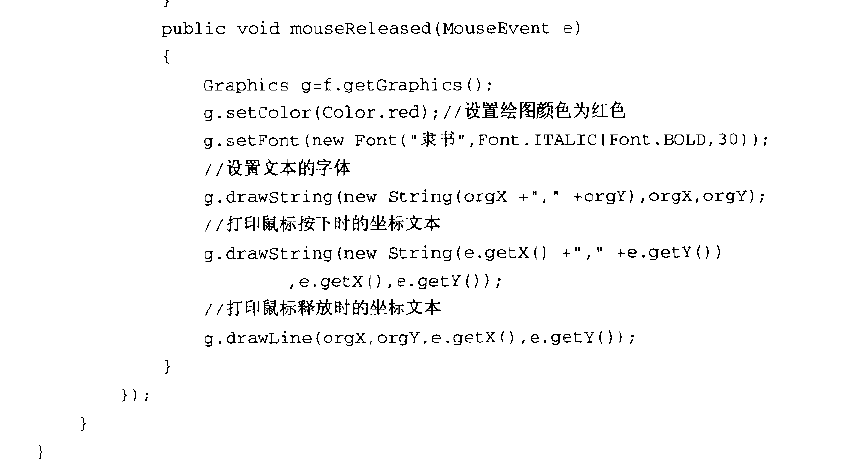 }
public void mouseReleased(MouseEvent e)
{
Graphics g=f.getGraphics();
g.setColor(Color.red);//设置绘图颜色为红色
g.setFont(new Font("隶书",Font.ITALIC|Font.BOLD,30));
//设置文本的字体
g.drawString(new String(orgX +"," +orgY),orgX,orgY);
//打印鼠标按下时的坐标文本
g.drawString(new String(e.getX() +"," +e.getY())
,e.getX(),e.getY());
//打印鼠标释放时的坐标文本
g.drawLine(orgX,orgY,e.getX(),e.getY());
}
});
}
}